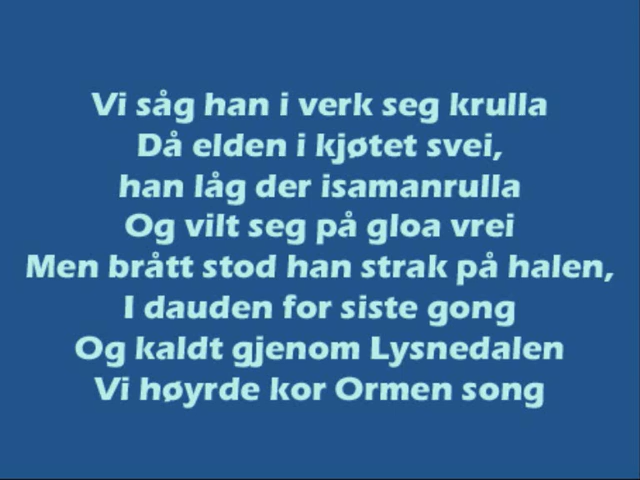 Vi såg han i verk seg krulla
Då elden i kjøtet svei,
han låg der isamanrulla
Og vilt seg på gloa vrei
Men brått stod han strak på halen,
I dauden for siste gong
Og kaldt gjenom Lysnedalen
Vi høyrde kor Ormen song